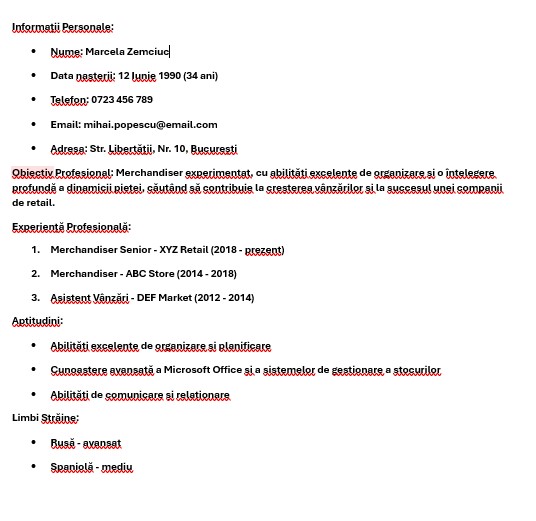 Informații Personale:
• Nume: Marcela Zemciuc
• Data nașterii: 12 Iunie 1990 (34 ani)
• Telefon: 0723 456 789
• Email: mihai.popescu@email.com
• Adresa: Str. Libertății, Nr. 10, București
Obiectiv Profesional: Merchandiser experimentat, cu abilități excelente de organizare și o înțelegere
profundă a dinamicii pieței, căutând să contribuie la creșterea vânzărilor și la succesul unei companii
de retail.
Experiență Profesională:
1. Merchandiser Senior - XYZ Retail (2018 - prezent)
2. Merchandiser - ABC Store (2014 - 2018)
3. Asistent Vânzări - DEF Market (2012 - 2014)
Aptitudini:
• Abilități excelente de organizare și planificare
• Cunoaștere avansată a Microsoft Office și a sistemelor de gestionare a stocurilor
• Abilități de comunicare și relaționare
Limbi Străine:
• Rusă - avansat
• Spaniolă - mediu